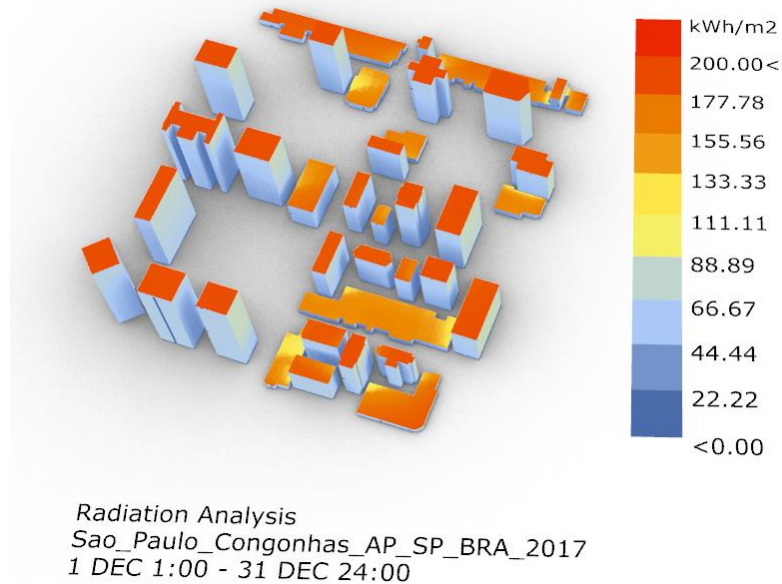 kWh/m2
200.00<
177.78
155.56
133.33
111.11
88.89
66.67
44.44
22.22
<0.00
Radiation Analysis
Sao_Paulo_Congonhas_AP_SP_BRA_2017
1 DEC 1:00 - 31 DEC 24:00